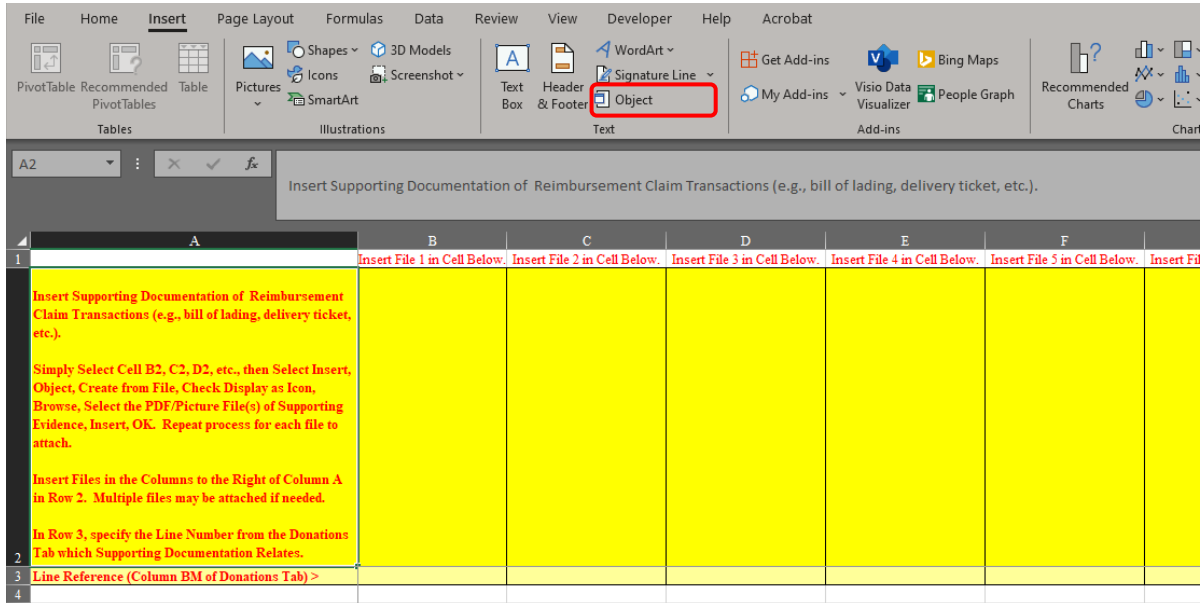 File Home Insert Page Layout Formulas Data Review View Developer Help Acrobat
PivotTable
Recommended
PivotTables
Table
Tables
Pictures
Shapes
Icons
SmartArt
3D Models
Screenshot
Illustrations
Text
Box
Header
& Footer
WordArt
Signature Line
Object
Text
Get Add-ins
My Add-ins
Visio Data
Visualizer
Bing Maps
People Graph
Add-ins
Recommended
Charts
A2
fx
Insert Supporting Documentation of Reimbursement Claim Transactions (e.g., bill of lading, delivery ticket, etc.).
A B C D E F
1 Insert File 1 in Cell Below. Insert File 2 in Cell Below. Insert File 3 in Cell Below. Insert File 4 in Cell Below. Insert File 5 in Cell Below.
Insert Supporting Documentation of Reimbursement
Claim Transactions (e.g., bill of lading, delivery ticket,
etc.).
Simply Select Cell B2, C2, D2, etc., then Select Insert,
Object, Create from File, Check Display as Icon,
Browse, Select the PDF/Picture File(s) of Supporting
Evidence, Insert, OK. Repeat process for each file to
attach.
Insert Files in the Columns to the Right of Column A
in Row 2. Multiple files may be attached if needed.
In Row 3, specify the Line Number from the Donations
2 Tab which Supporting Documentation Relates.
3 Line Reference (Column BM of Donations Tab) >
4